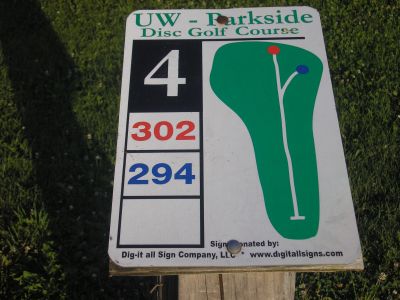 UW - Parkside
Disc Golf Course
4
302
294
Sign donated by:
Dig-it all Sign Company, LLC * www.digitallsigns.com